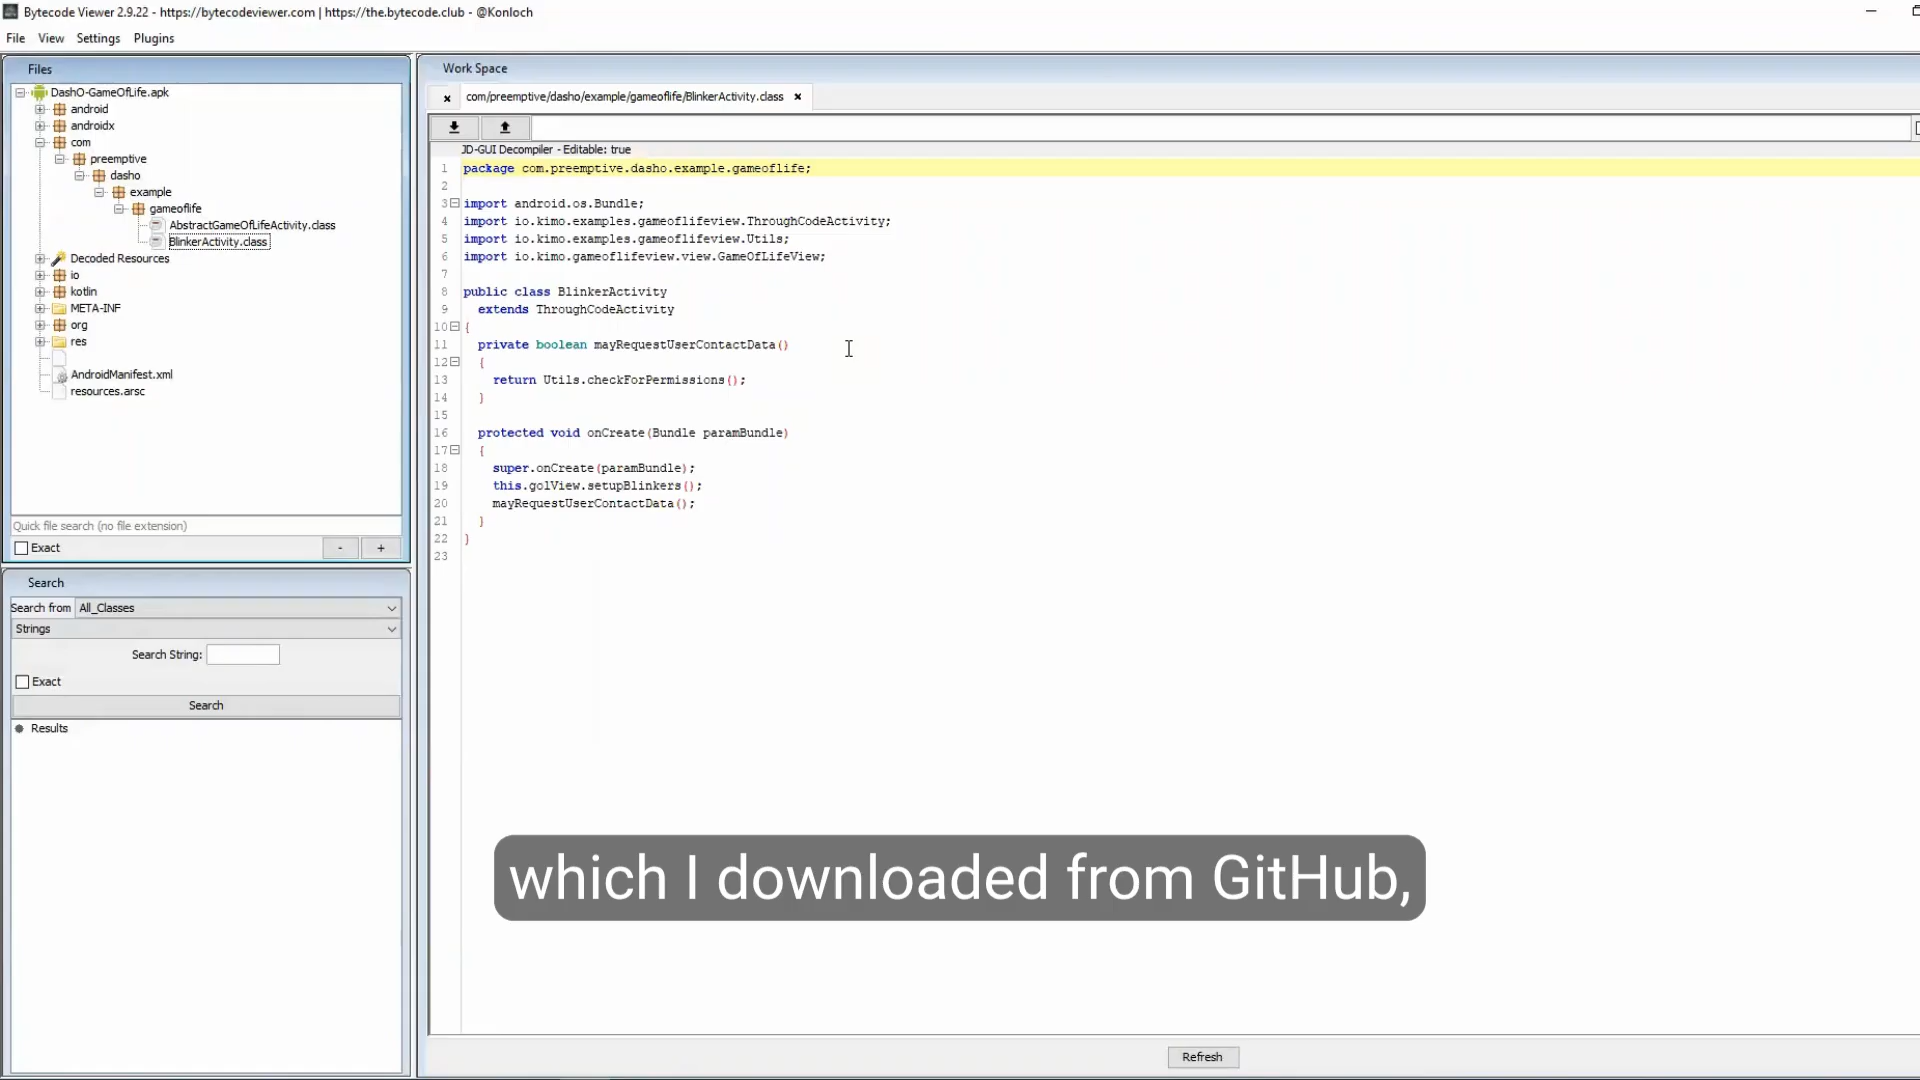 Bytecode Viewer 2.9.22 - https://bytecodeviewer.com | https://the.bytecode.club - @Konloch
File View Settings Plugins
Files
DashO-GameOfLife.apk
android
androidx
com
preemptive
dasho
example
gameoflife
AbstractGameOfLifeActivity.class
BlinkerActivity.class
Decoded Resources
io
kotlin
META-INF
org
res
AndroidManifest.xml
resources.arsc
Quick file search (no file extension)
Exact
- +
Search
Search from All_Classes
Strings
Search String:
Exact
Search
Results
Work Space
× com/preemptive/dasho/example/gameoflife/BlinkerActivity.class ×
JD-GUI Decompiler - Editable: true
1 package com.preemptive.dasho.example.gameoflife;
2
3 import android.os.Bundle;
4 import io.kimo.examples.gameoflifeview.ThroughCodeActivity;
5 import io.kimo.examples.gameoflifeview.Utils;
6 import io.kimo.gameoflifeview.view.GameOfLifeView;
7
8 public class BlinkerActivity
9 extends ThroughCodeActivity
10 {
11 private boolean mayRequestUserContactData()
12 {
13 return Utils.checkForPermissions();
14 }
15
16 protected void onCreate(Bundle paramBundle)
17 {
18 super.onCreate(paramBundle);
19 this.golView.setupBlinkers();
20 mayRequestUserContactData();
21 }
22 }
23
which I downloaded from GitHub,
Refresh